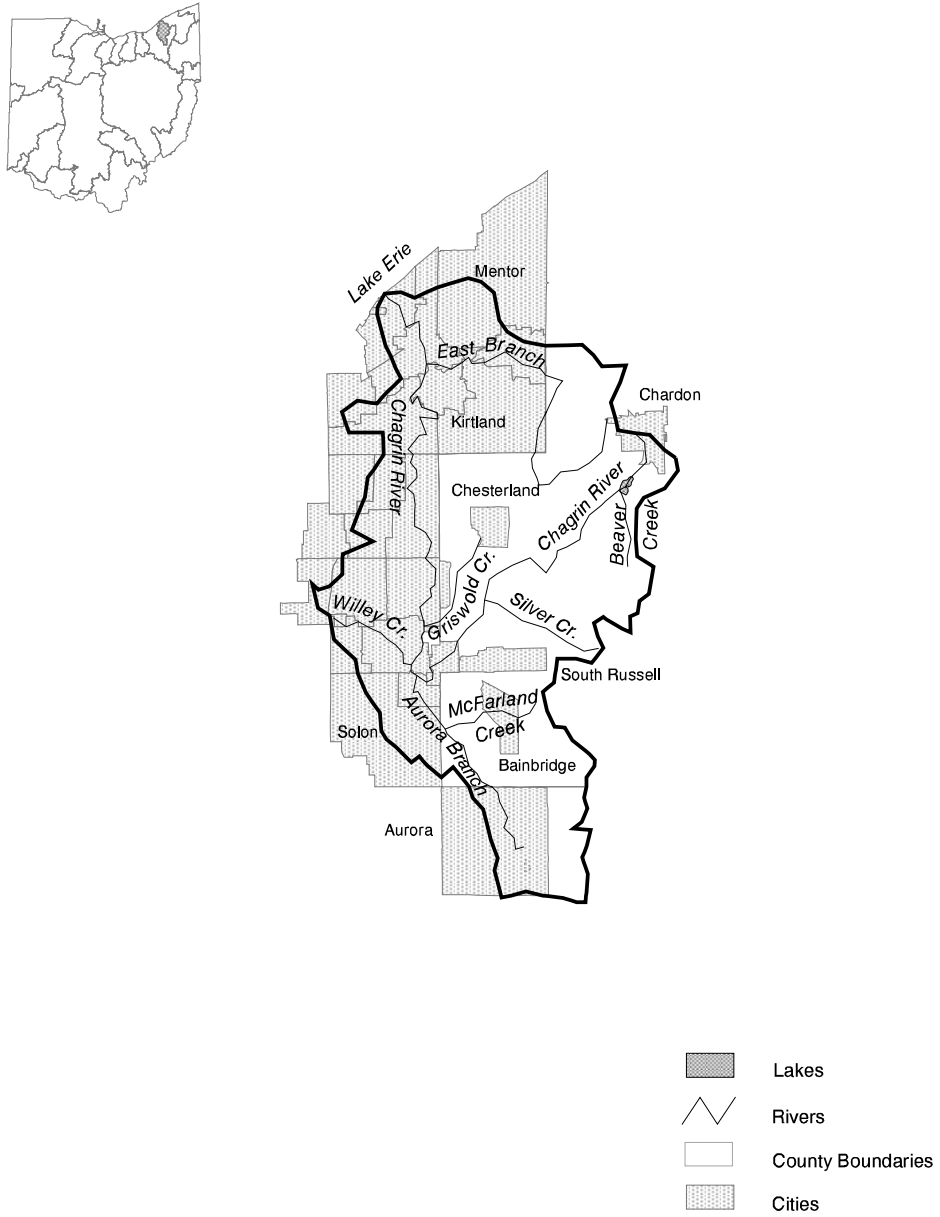 Lake Erie
Mentor
East Branch
Chardon
Kirtland
Chagrin River
Chesterland
Chagrin River
Beaver
Creek
Griswold Cr.
Willey Cr.
Silver Cr.
South Russell
McFarland
Creek
Aurora Branch
Solon
Bainbridge
Aurora
Lakes
Rivers
County Boundaries
Cities